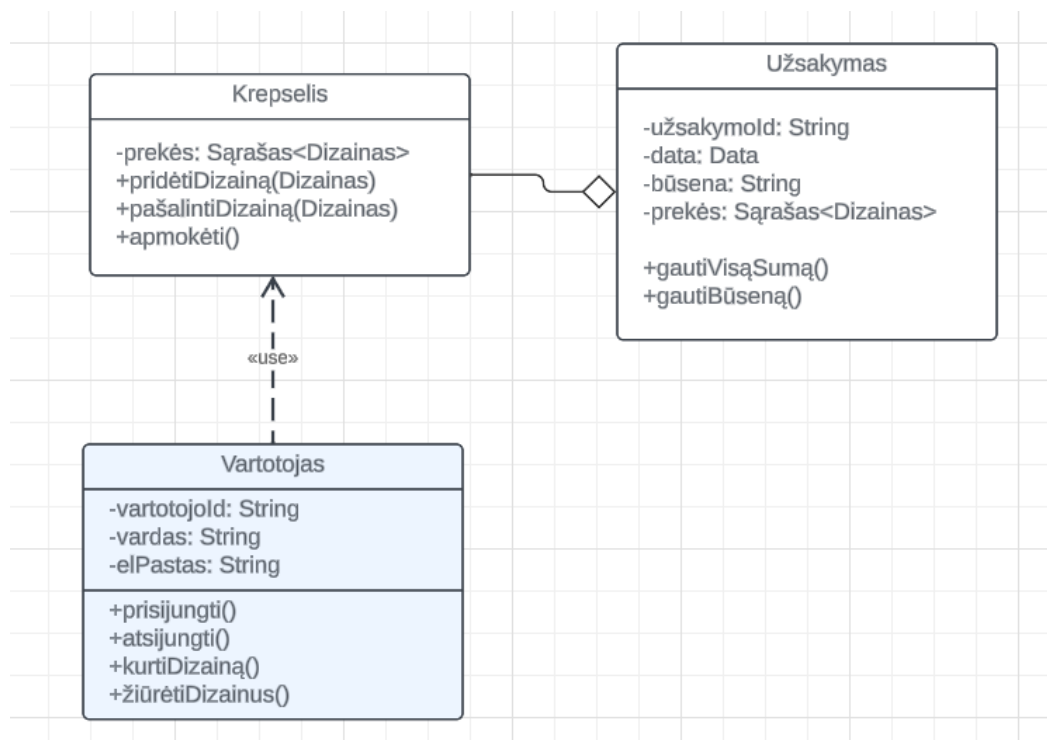 Krepselis
-prekės: Sąrašas<Dizainas>
+pridėtiDizainą(Dizainas)
+pašalintiDizainą(Dizainas)
+apmokėti()
Užsakymas
-užsakymoId: String
-data: Data
-būsena: String
-prekės: Sąrašas<Dizainas>
+gautiVisąSumą()
+gautiBūseną()
«use»
Vartotojas
-vartotojoId: String
-vardas: String
-elPastas: String
+prisijungti()
+atsijungti()
+kurtiDizainą()
+žiūrėtiDizainus()